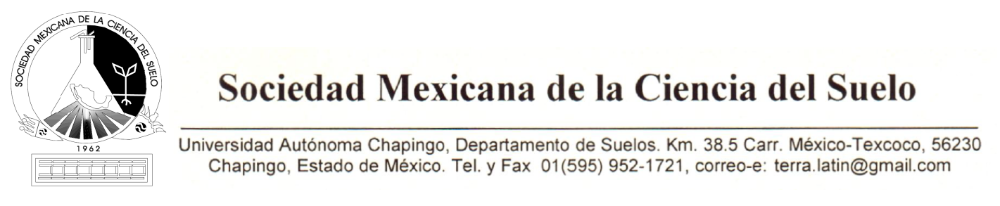 SOCIEDAD MEXICANA DE LA CIENCIA DEL SUELO
1962
Sociedad Mexicana de la Ciencia del Suelo
Universidad Autónoma Chapingo, Departamento de Suelos. Km. 38.5 Carr. México-Texcoco, 56230
Chapingo, Estado de México. Tel. y Fax 01(595) 952-1721, correo-e: terra.latin@gmail.com